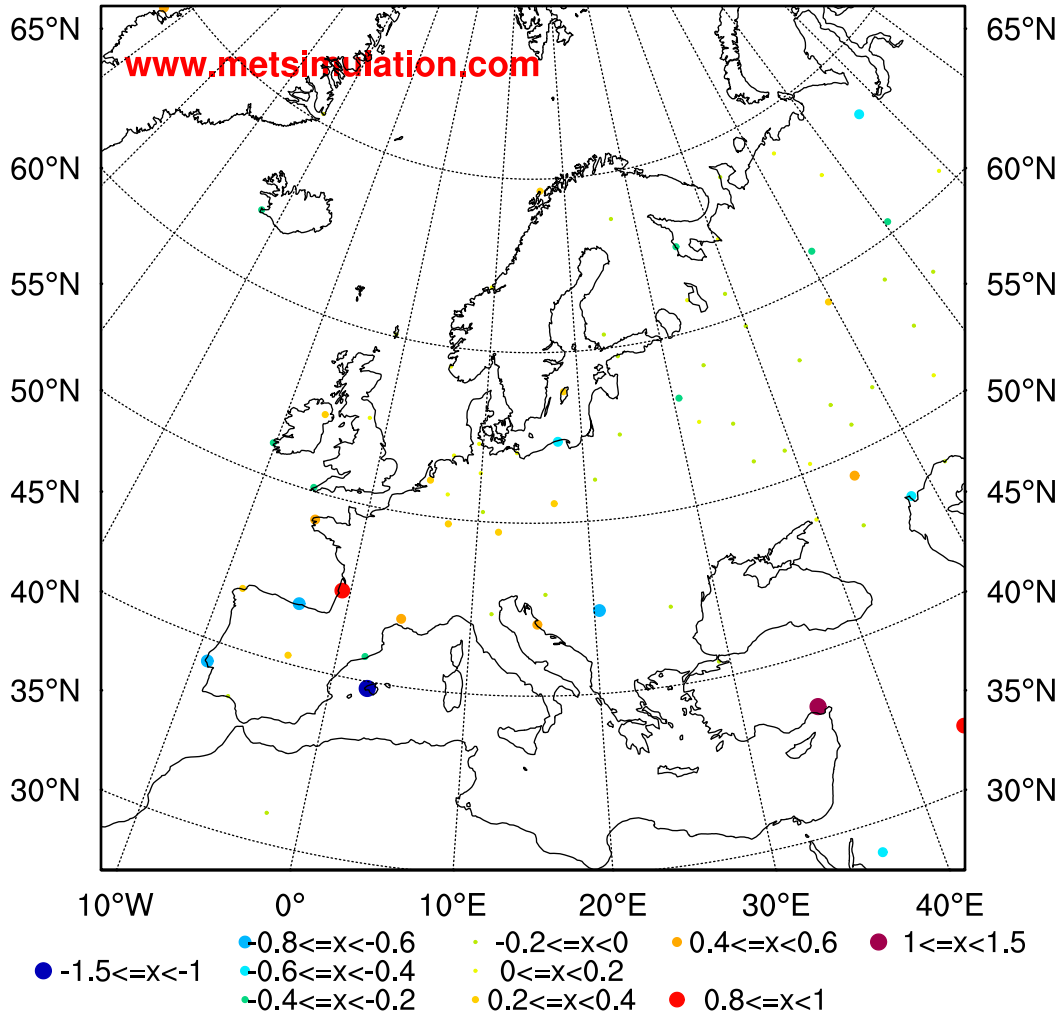 www.metsimulation.com
65°N 65°N
60°N 60°N
55°N 55°N
50°N 50°N
45°N 45°N
40°N 40°N
35°N 35°N
30°N 30°N
10°W 0° 10°E 20°E 30°E 40°E
-0.8<=x<-0.6 -0.2<=x<0 0.4<=x<0.6 1<=x<1.5
-1.5<=x<-1 -0.6<=x<-0.4 0<=x<0.2
-0.4<=x<-0.2 0.2<=x<0.4 0.8<=x<1